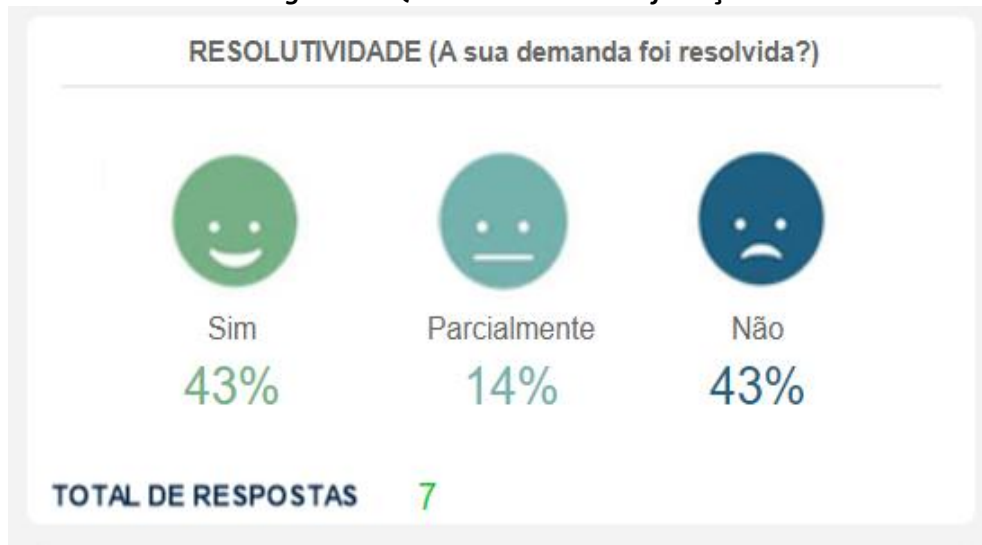 RESOLUTIVIDADE (A sua demanda foi resolvida?)
Sim Parcialmente Não
43% 14% 43%
TOTAL DE RESPOSTAS 7